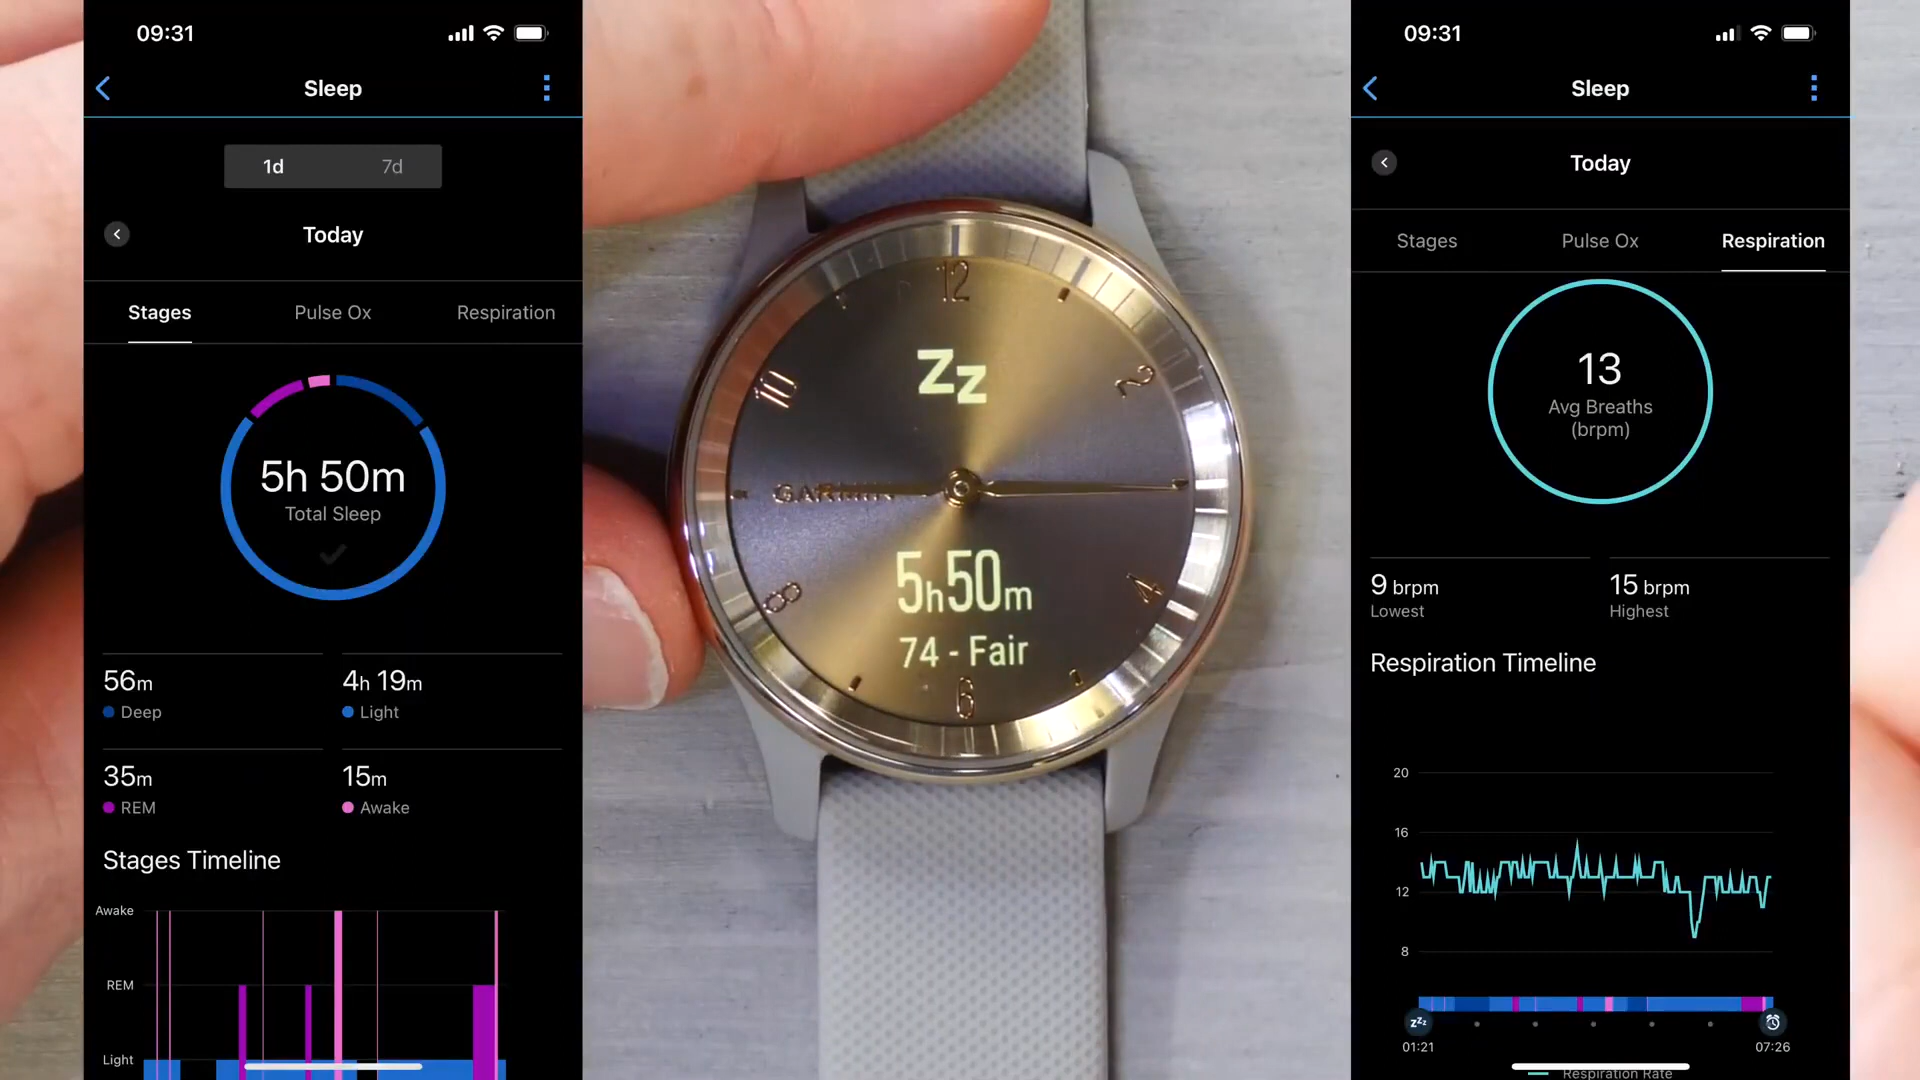 09:31
Sleep
1d 7d
Today
Stages Pulse Ox Respiration
5h 50m
Total Sleep
56m
Deep
4h 19m
Light
35m
REM
15m
Awake
Stages Timeline
Awake
REM
Light
12
2
4
6
8
10
zz
GARMIN
5h50m
74 - Fair
09:31
Sleep
Today
Stages Pulse Ox Respiration
13
Avg Breaths
(brpm)
9 brpm
Lowest
15 brpm
Highest
Respiration Timeline
20
16
12
8
zzz
01:21
07:26
Respiration Rate